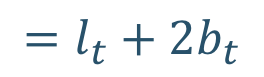 = l_t + 2b_t